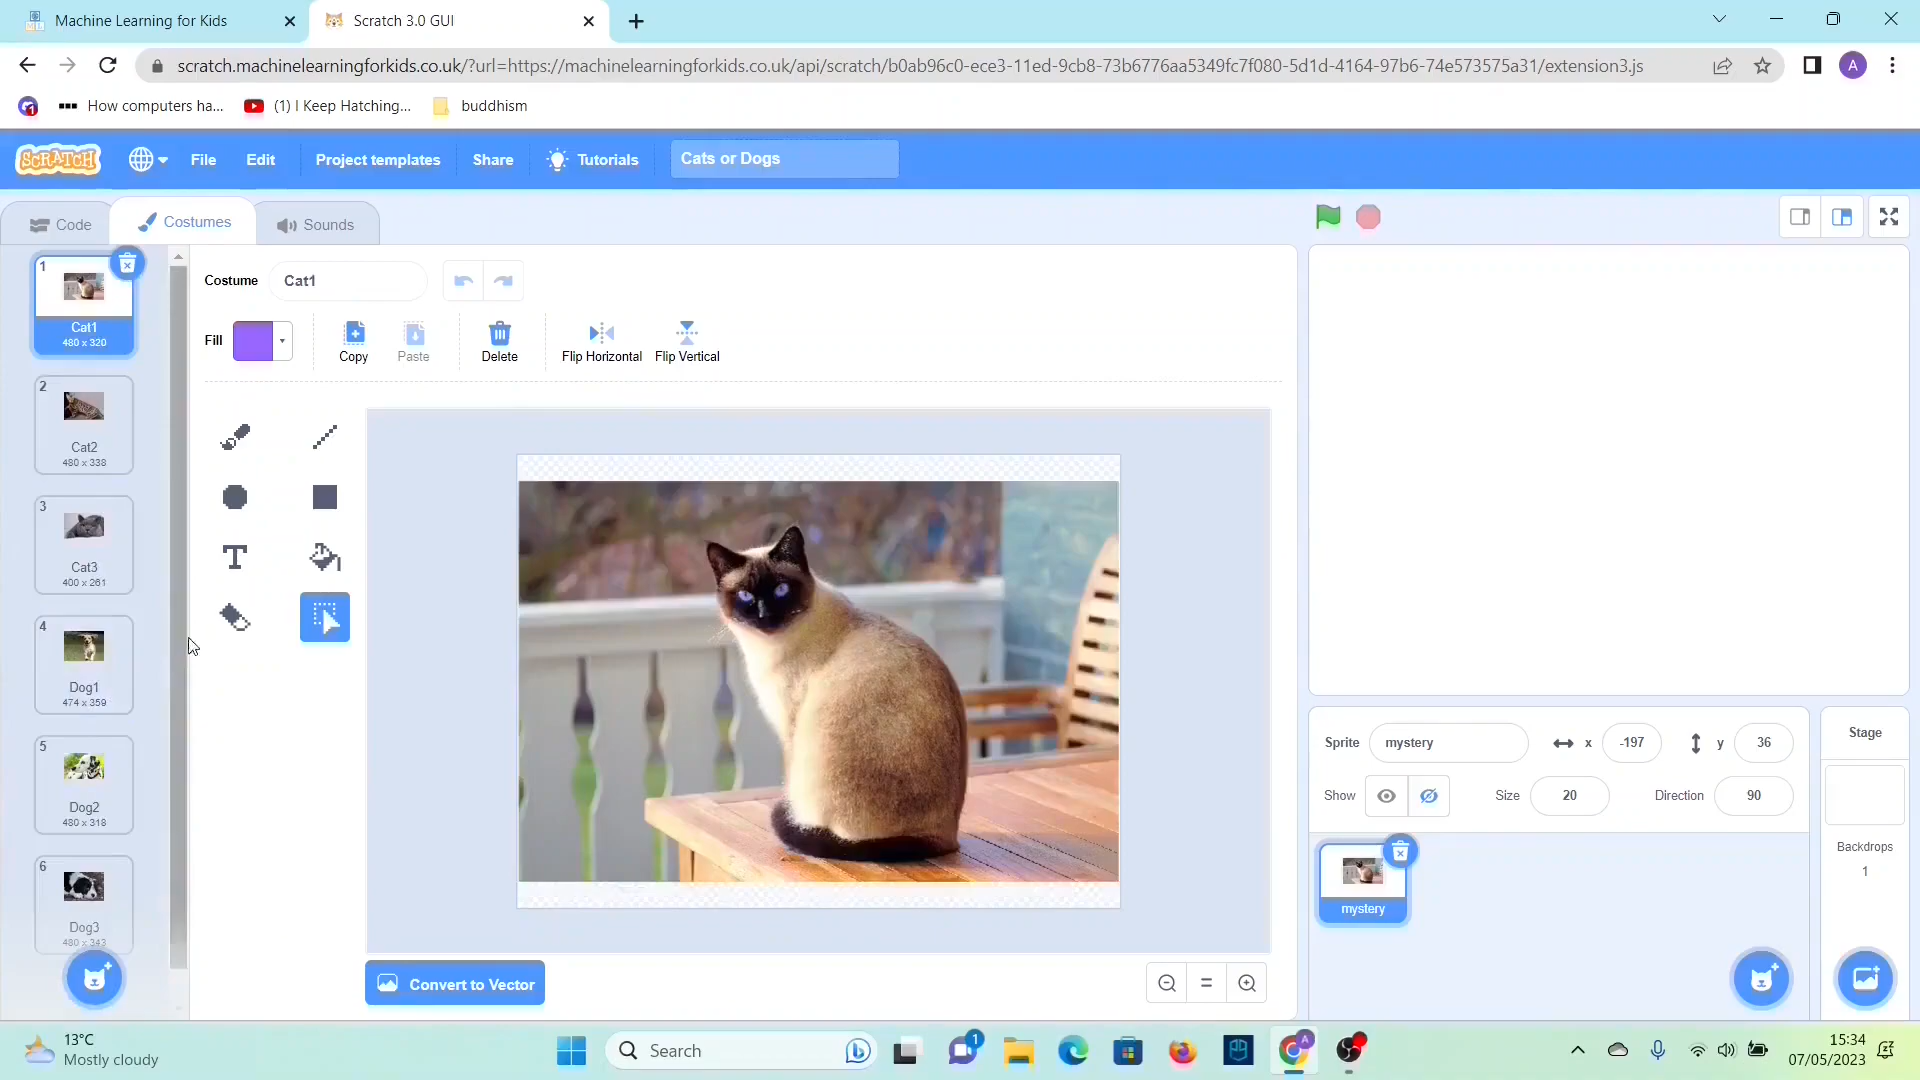 Machine Learning for Kids
Scratch 3.0 GUI
scratch.machinelearningforkids.co.uk/?url=https://machinelearningforkids.co.uk/api/scratch/b0ab96c0-ece3-11ed-9cb8-73b6776aa5349fc7f080-5d1d-4164-97b6-74e573575a31/extension3.js
A
How computers ha...
(1) I Keep Hatching...
buddhism
SCRATCH
File
Edit
Project templates
Share
Tutorials
Cats or Dogs
Code
Costumes
Sounds
1
Cat1
480 x 320
2
Cat2
480 x 338
3
Cat3
400 x 261
4
Dog1
474 x 359
5
Dog2
480 x 318
6
Dog3
480 x 343
Costume
Cat1
Fill
Copy
Paste
Delete
Flip Horizontal
Flip Vertical
T
Convert to Vector
Sprite
mystery
x
-197
y
36
Show
Size
20
Direction
90
mystery
Stage
Backdrops
1
13°C
Mostly cloudy
Search
1
A
15:34
07/05/2023